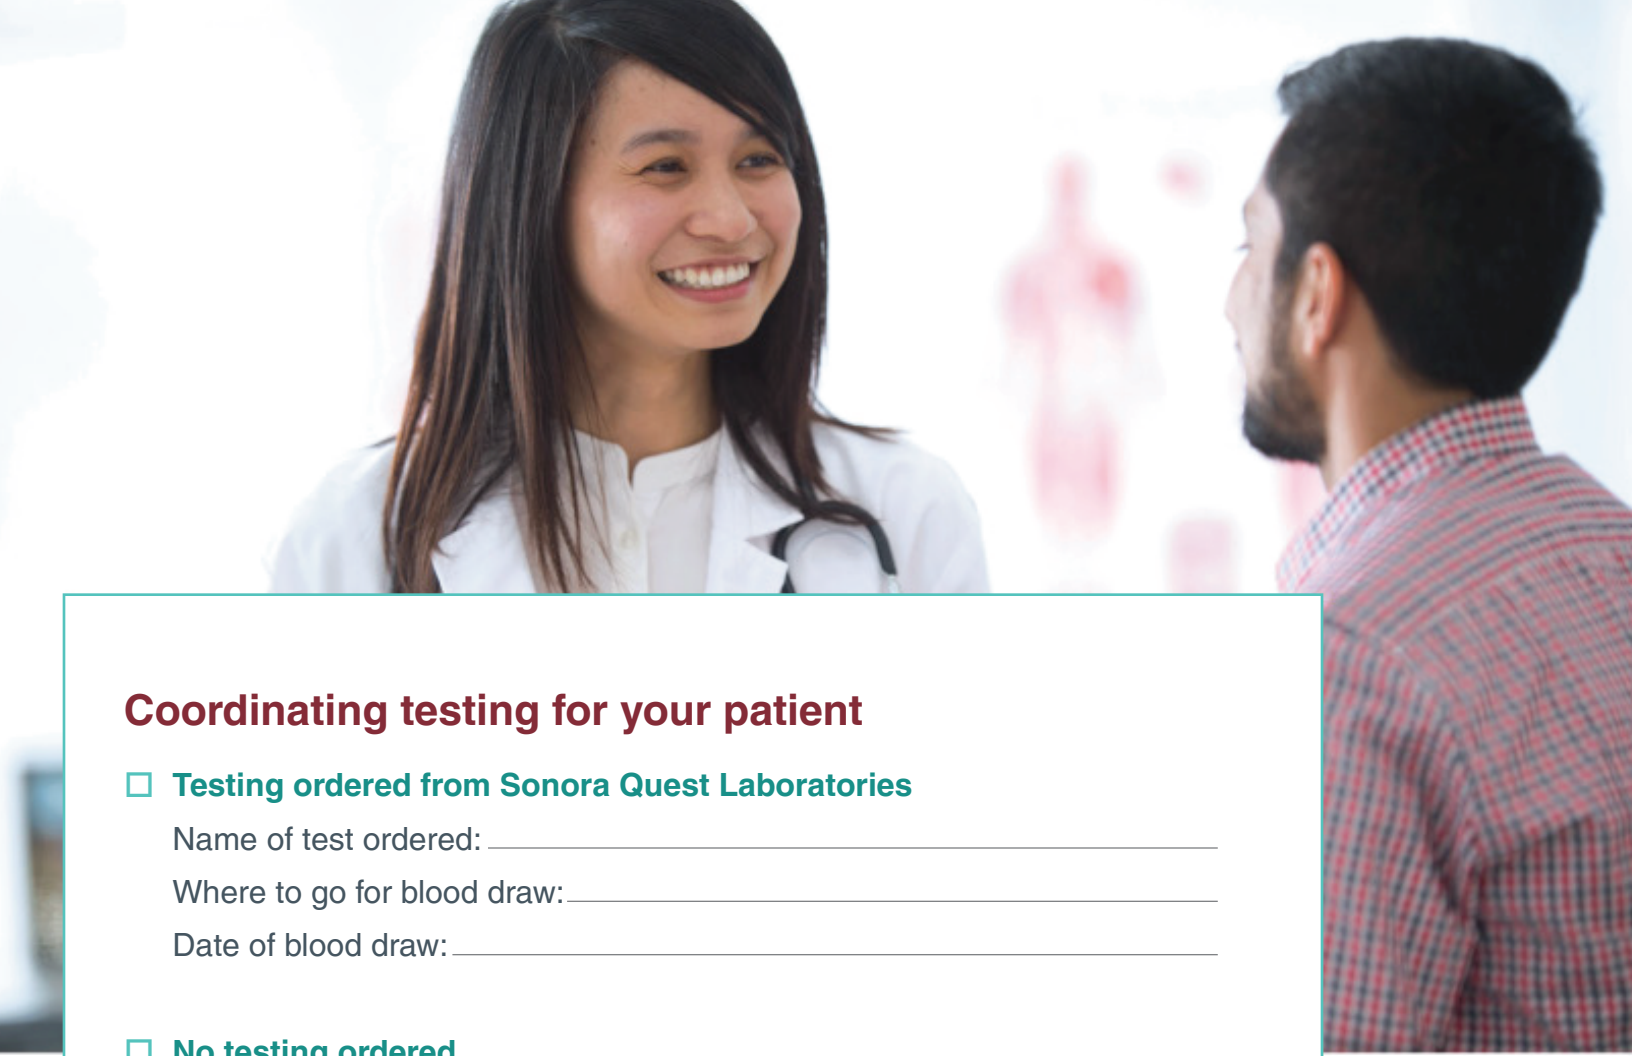 Coordinating testing for your patient
Testing ordered from Sonora Quest Laboratories
Name of test ordered:
Where to go for blood draw:
Date of blood draw:
No testing ordered